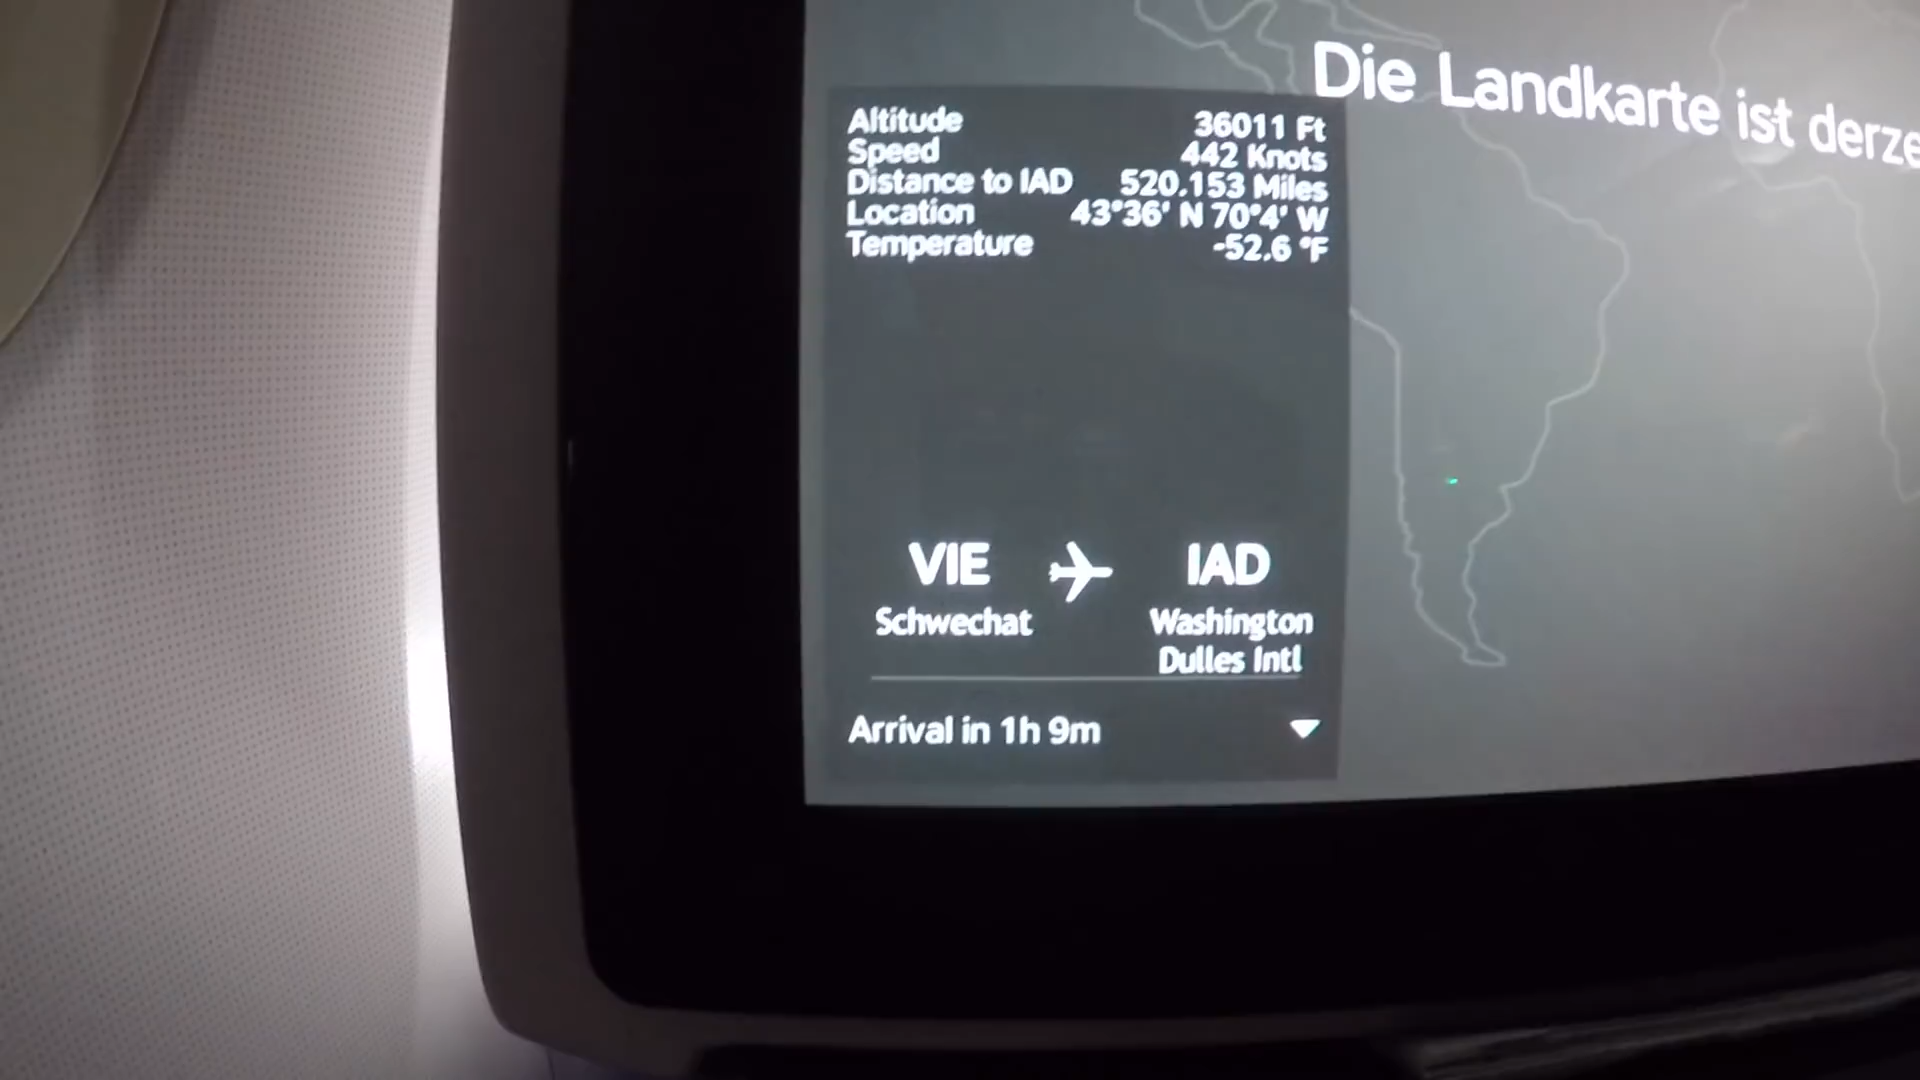 Die Landkarte ist
Altitude 36011 Ft
Speed 442 Knots
Distance to IAD 520.153 Miles
Location 43°36' N 70°4' W
Temperature -52.6 °F
VIE IAD
Schwechat Washington
Dulles Intl
Arrival in 1h 9m